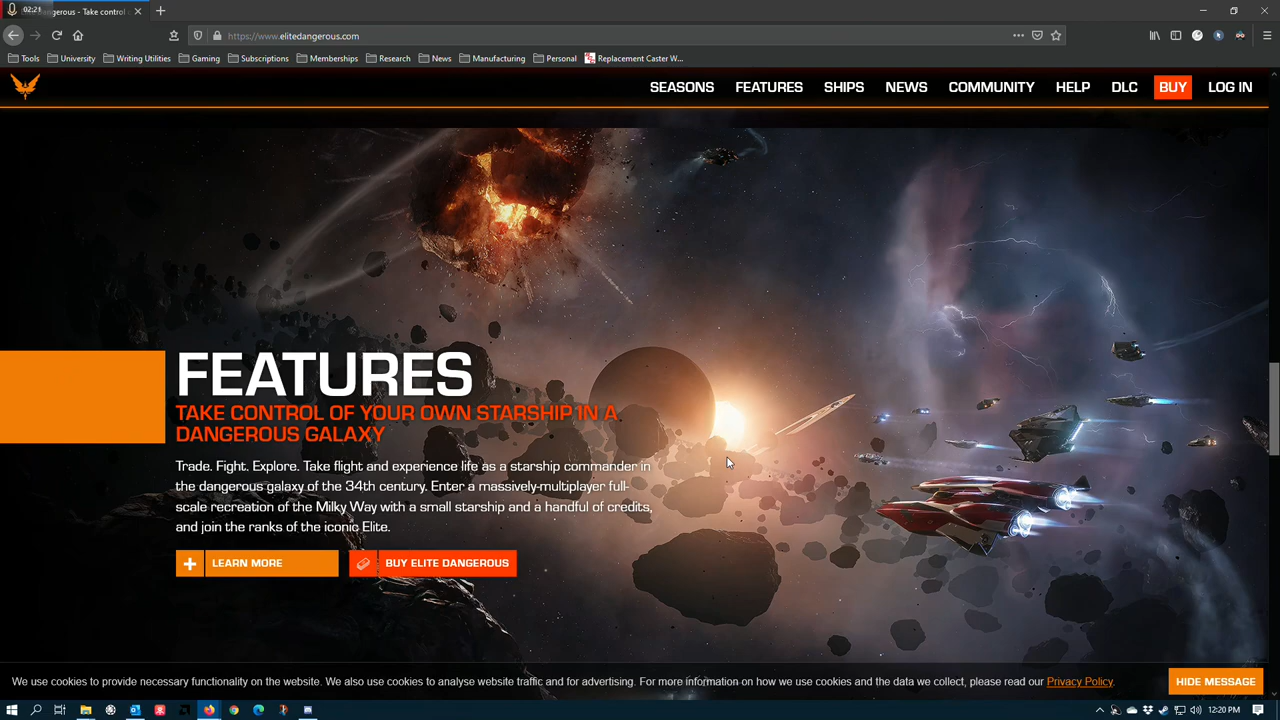 02:21
Dangerous - Take control o
https://www.elitedangerous.com
Tools University Writing Utilities Gaming Subscriptions Memberships Research News Manufacturing Personal Replacement Caster W...
SEASONS FEATURES SHIPS NEWS COMMUNITY HELP DLC BUY LOG IN
FEATURES
TAKE CONTROL OF YOUR OWN STARSHIP IN A
DANGEROUS GALAXY
Trade. Fight. Explore. Take flight and experience life as a starship commander in
the dangerous galaxy of the 34th century. Enter a massively-multiplayer full-
scale recreation of the Milky Way with a small starship and a handful of credits,
and join the ranks of the iconic Elite.
LEARN MORE BUY ELITE DANGEROUS
We use cookies to provide necessary functionality on the website. We also use cookies to analyse website traffic and for advertising. For more information on how we use cookies and the data we collect, please read our Privacy Policy. HIDE MESSAGE
12:20 PM